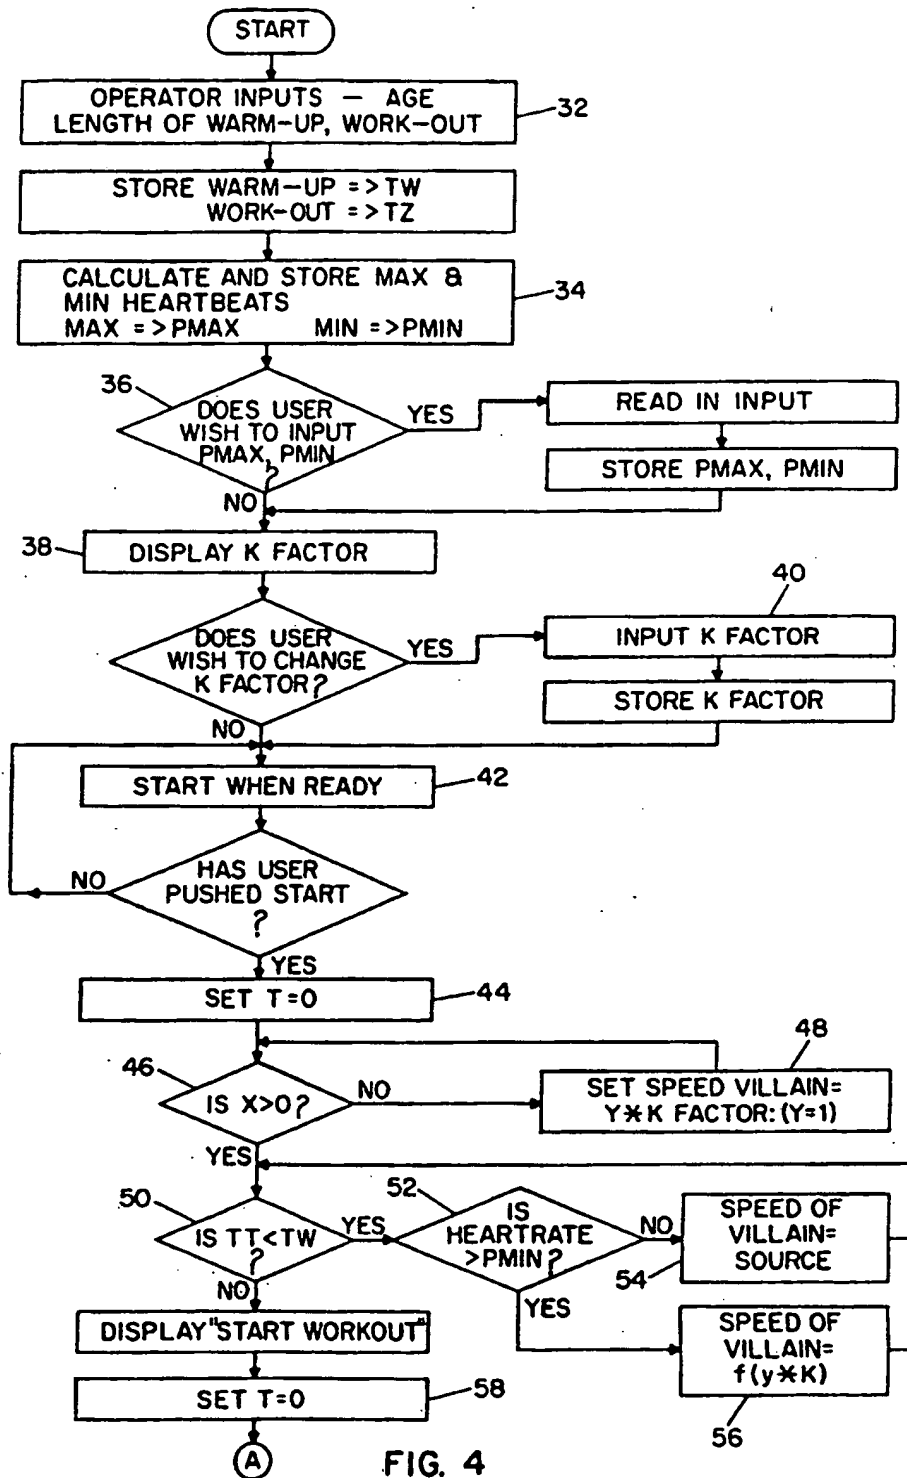 START
OPERATOR INPUTS — AGE
LENGTH OF WARM-UP, WORK-OUT
32
STORE WARM-UP =>TW
WORK-OUT =>TZ
CALCULATE AND STORE MAX &
MIN HEARTBEATS
MAX =>PMAX MIN =>PMIN
34
36
DOES USER
WISH TO INPUT
PMAX, PMIN
?
YES
NO
READ IN INPUT
STORE PMAX, PMIN
38
DISPLAY K FACTOR
DOES USER
WISH TO CHANGE
K FACTOR?
YES
NO
40
INPUT K FACTOR
STORE K FACTOR
START WHEN READY
42
HAS USER
PUSHED START
?
NO
YES
SET T=0
44
46
IS X>0?
NO
YES
48
SET SPEED VILLAIN=
Y*K FACTOR:(Y=1)
50
IS TT<TW
?
YES
NO
52
IS
HEARTRATE
>PMIN?
NO
YES
54
SPEED OF
VILLAIN=
SOURCE
SPEED OF
VILLAIN=
f(y*K)
56
DISPLAY"START WORKOUT"
SET T=0
58
A
FIG. 4